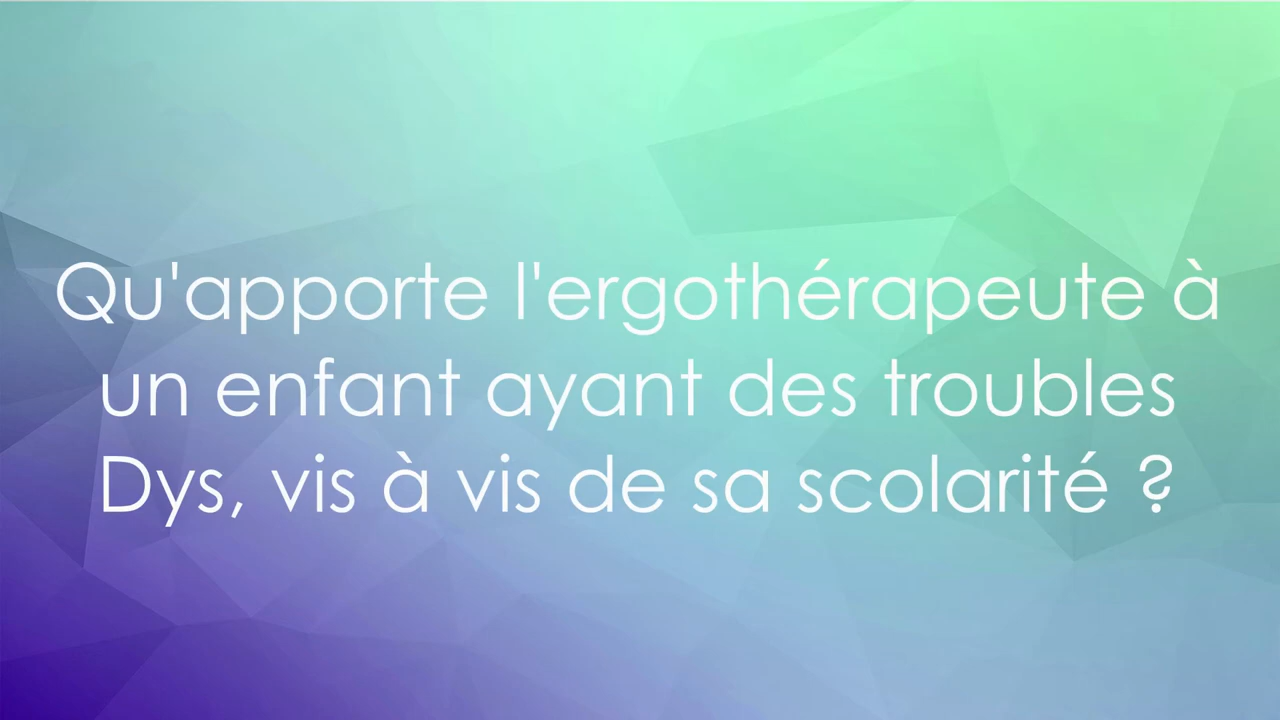 Qu'apporte l'ergothérapeute à
un enfant ayant des troubles
Dys, vis à vis de sa scolarité ?